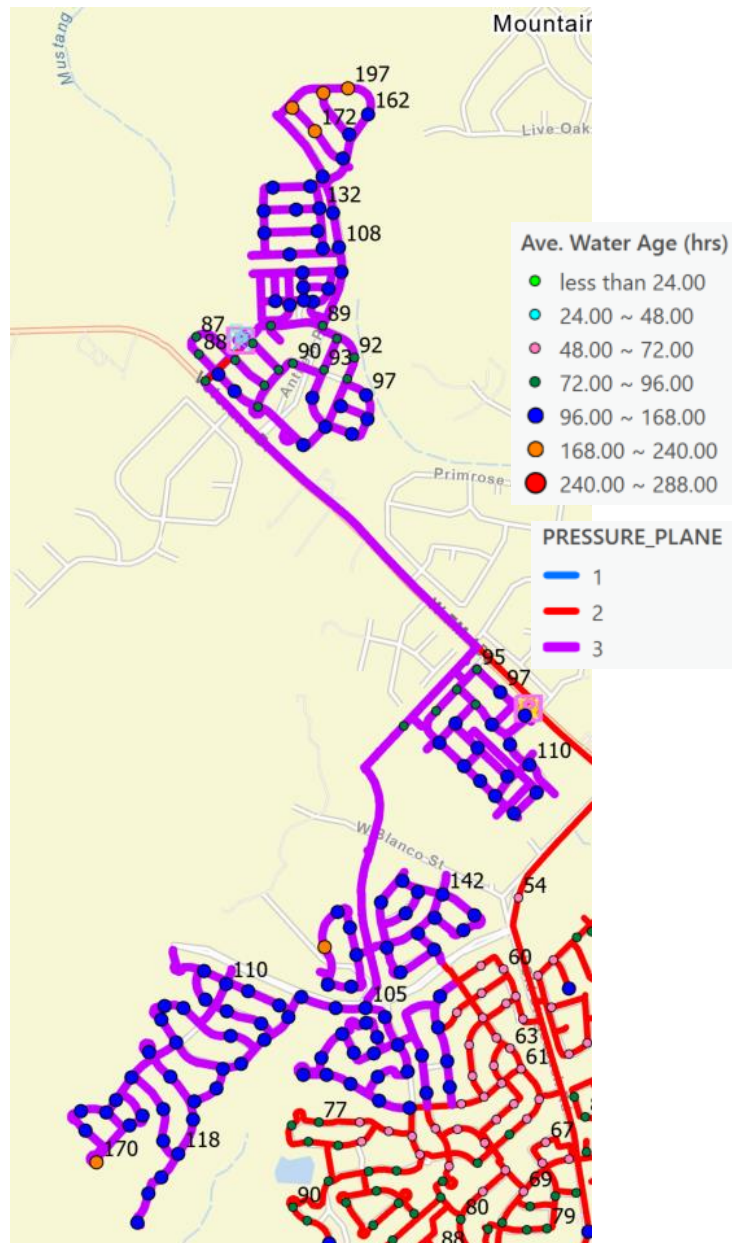 Mountain
Mustang
197
162
172
Live Oak
132
108
Ave. Water Age (hrs)
less than 24.00
24.00 ~ 48.00
48.00 ~ 72.00
72.00 ~ 96.00
96.00 ~ 168.00
168.00 ~ 240.00
240.00 ~ 288.00
87
89
88
90
93
92
97
Primrose
PRESSURE_PLANE
1
2
3
95
97
110
W Blanco St
142
54
110
60
105
63
61
77
67
118
170
90
69
80
79
88